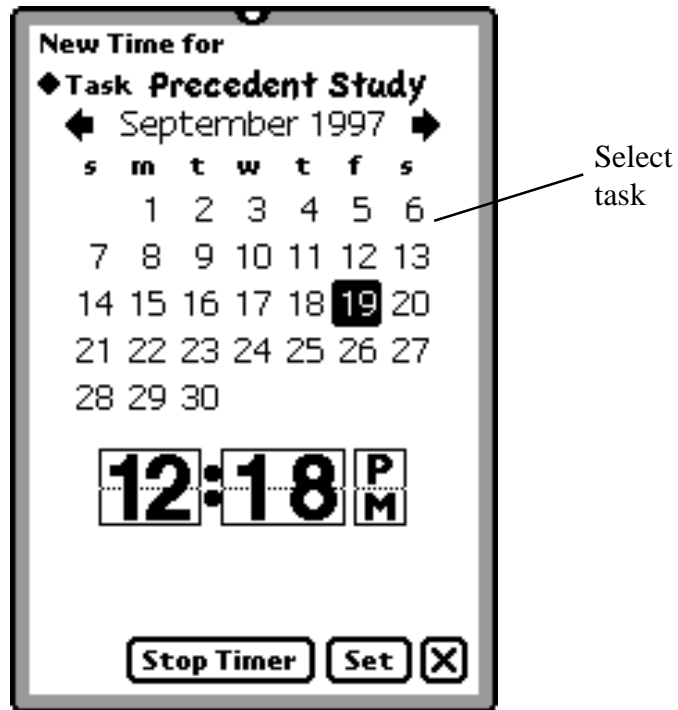 New Time for
◆Task Precedent Study
September 1997
s m t w t f s
1 2 3 4 5 6
7 8 9 10 11 12 13
14 15 16 17 18 19 20
21 22 23 24 25 26 27
28 29 30
12:18 PM
Stop Timer Set X
Select
task